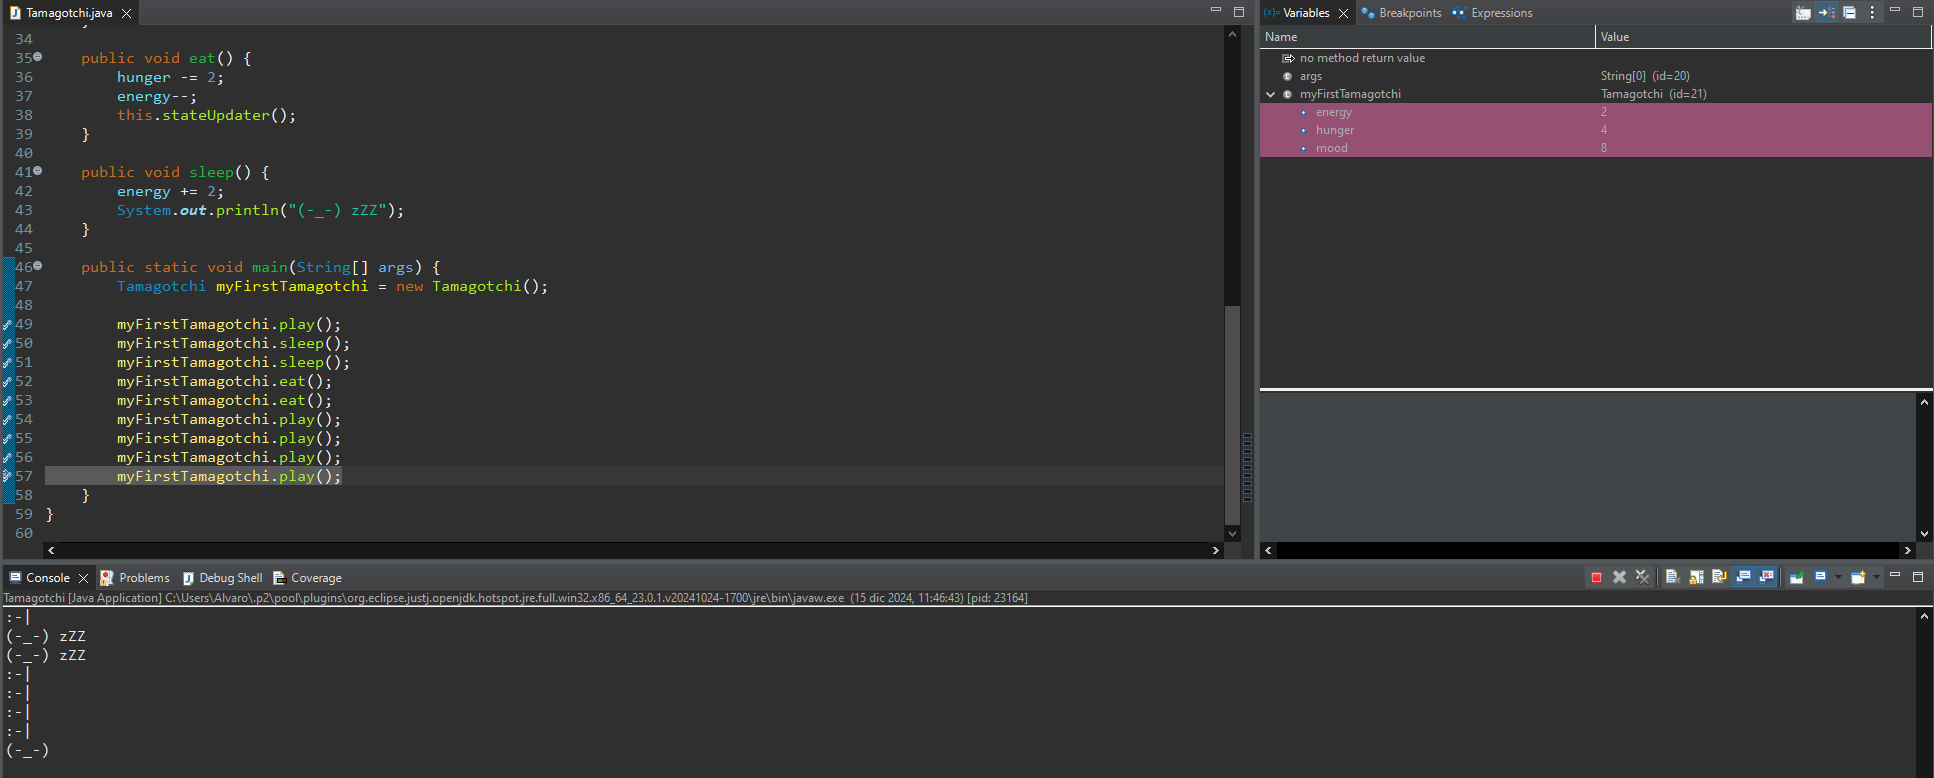 Tamagotchi.java
34
35 public void eat() {
36 hunger -= 2;
37 energy--;
38 this.stateUpdater();
39 }
40
41 public void sleep() {
42 energy += 2;
43 System.out.println("(-_-) zZZ");
44 }
45
46 public static void main(String[] args) {
47 Tamagotchi myFirstTamagotchi = new Tamagotchi();
48
49 myFirstTamagotchi.play();
50 myFirstTamagotchi.sleep();
51 myFirstTamagotchi.sleep();
52 myFirstTamagotchi.eat();
53 myFirstTamagotchi.eat();
54 myFirstTamagotchi.play();
55 myFirstTamagotchi.play();
56 myFirstTamagotchi.play();
57 myFirstTamagotchi.play();
58 }
59 }
60
(x)= Variables Breakpoints Expressions
Name Value
no method return value
args String[0] (id=20)
myFirstTamagotchi Tamagotchi (id=21)
energy 2
hunger 4
mood 8
Console Problems Debug Shell Coverage
Tamagotchi [Java Application] C:\Users\Alvaro\.p2\pool\plugins\org.eclipse.justj.openjdk.hotspot.jre.full.win32.x86_64_23.0.1.v20241024-1700\jre\bin\javaw.exe (15 dic 2024, 11:46:43) [pid: 23164]
:-|
(-_-) zZZ
(-_-) zZZ
:-|
:-|
:-|
:-|
(-_-)